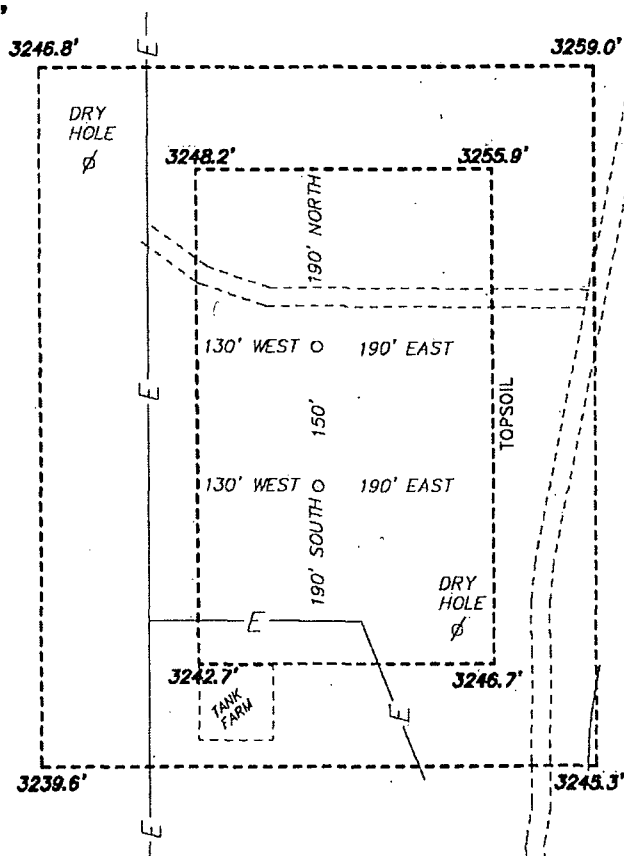 3246.8'
E
3259.0'
DRY
HOLE
3248.2'
3255.9'
190' NORTH
130' WEST
190' EAST
E
150'
TOPSOIL
130' WEST
190' EAST
190' SOUTH
DRY
HOLE
E
3242.7'
3246.7'
TANK
FARM
E
3239.6'
3245.3'
E